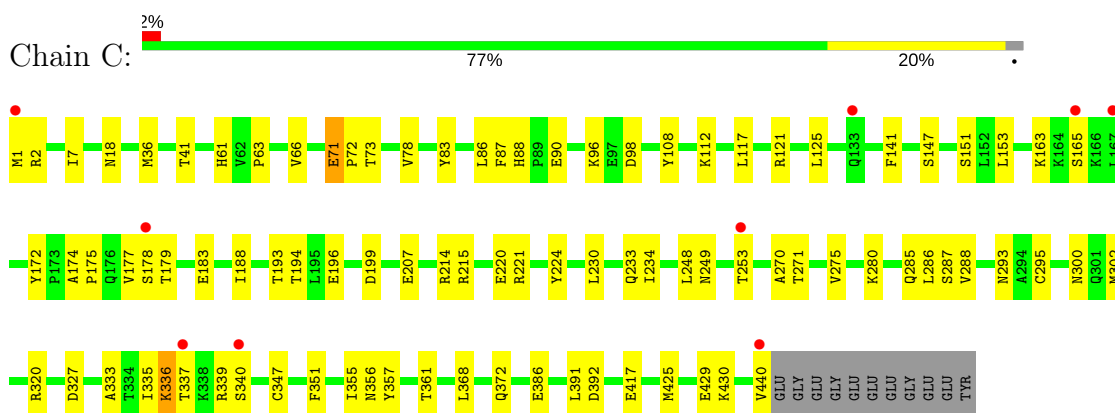 2%
Chain C:
77% 20% •
M1 R2 I7 N18 M36 T41 H61 V62 P63 V66 E71 P72 T73 V78 Y83 L86 F87 H88 P89 E90 K96 E97 D98 Y108 K112 L117 R121 L125 Q133 F141 S147 S151 L152 L153 K163 K164 S165 K166 L167
Y172 P173 A174 P175 Q176 V177 S178 T179 E183 I188 T193 T194 L195 E196 D199 E207 R214 R215 E220 R221 Y224 L230 Q233 I234 L248 N249 T253 A270 T271 V275 K280 Q285 L286 S287 V288 N293 A294 C295 N300 Q301 M302
R320 D327 A333 T334 I335 K336 T337 K338 R339 S340 C347 F351 I355 N356 Y357 T361 L368 Q372 E386 L391 D392 E417 M425 E429 K430 V440 GLU GLY GLU GLY GLU GLU GLU GLY GLU GLU TYR